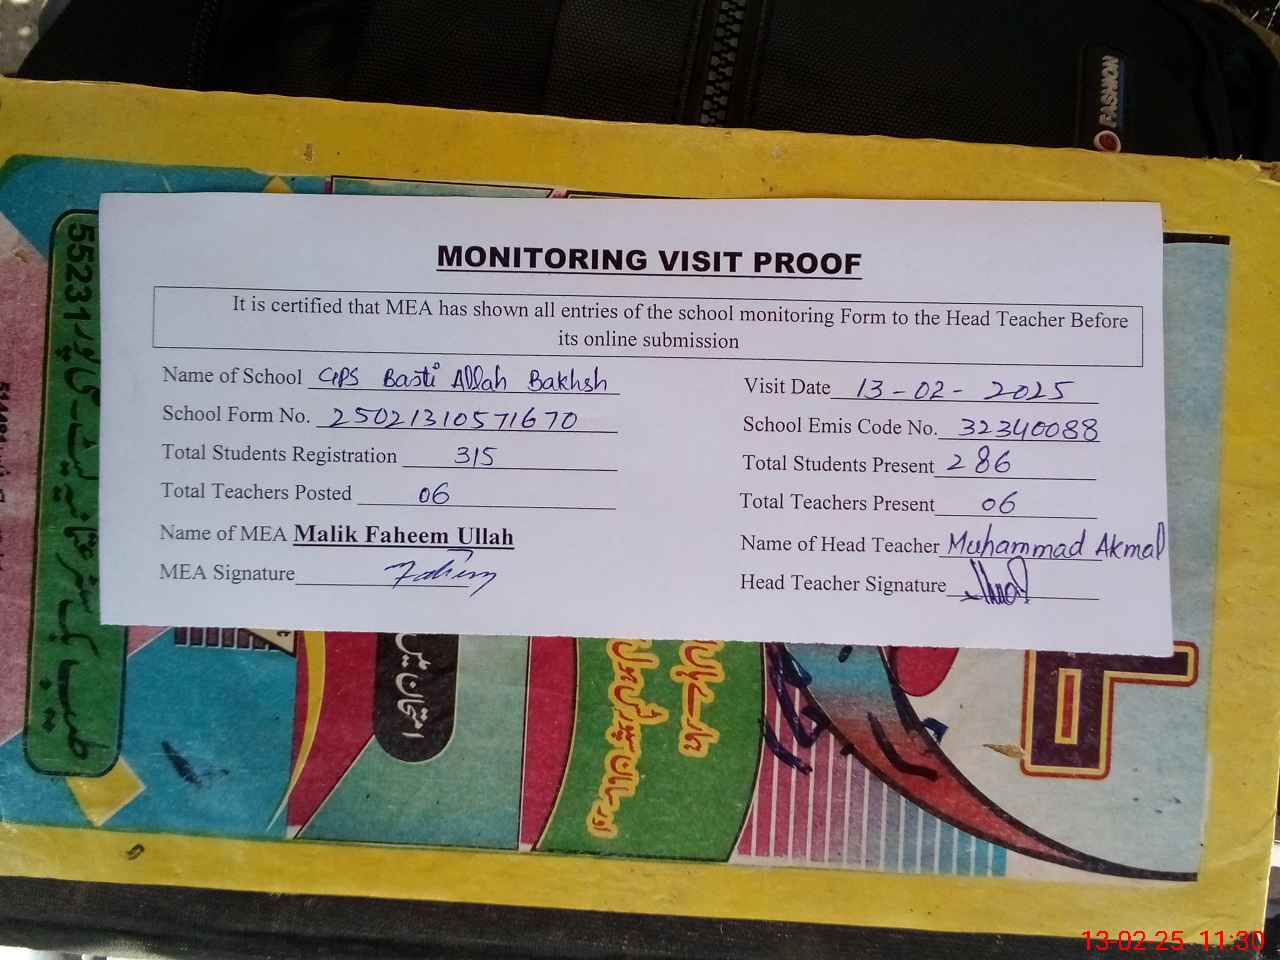 FASHION
MONITORING VISIT PROOF
It is certified that MEA has shown all entries of the school monitoring Form to the Head Teacher Before
its online submission
Name of School GPS Basti Allah Bakhsh
Visit Date 13-02-2025
School Form No. 25021310571670
School Emis Code No. 32340088
Total Students Registration 315
Total Students Present 286
Total Teachers Posted 06
Total Teachers Present 06
Name of MEA Malik Faheem Ullah
Name of Head Teacher Muhammad Akmal
MEA Signature Faheem
Head Teacher Signature
55231
امتحان میں
13-02-25 11:30